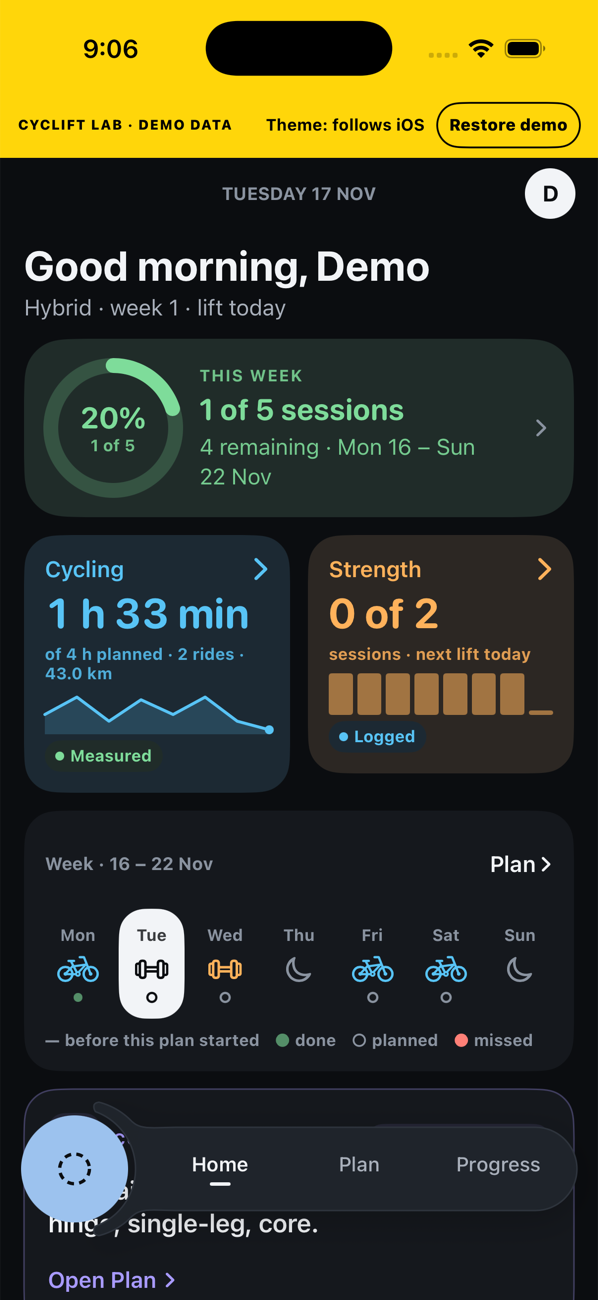 9:06
CYCLIFT LAB · DEMO DATA
Theme: follows iOS
Restore demo
TUESDAY 17 NOV
D
Good morning, Demo
Hybrid · week 1 · lift today
20%
1 of 5
THIS WEEK
1 of 5 sessions
4 remaining · Mon 16 – Sun
22 Nov
Cycling
1 h 33 min
of 4 h planned · 2 rides ·
43.0 km
Measured
Strength
0 of 2
sessions · next lift today
Logged
Week · 16 – 22 Nov
Plan
Mon Tue Wed Thu Fri Sat Sun
— before this plan started
done
planned
missed
Home
Plan
Progress
single-leg, core.
Open Plan